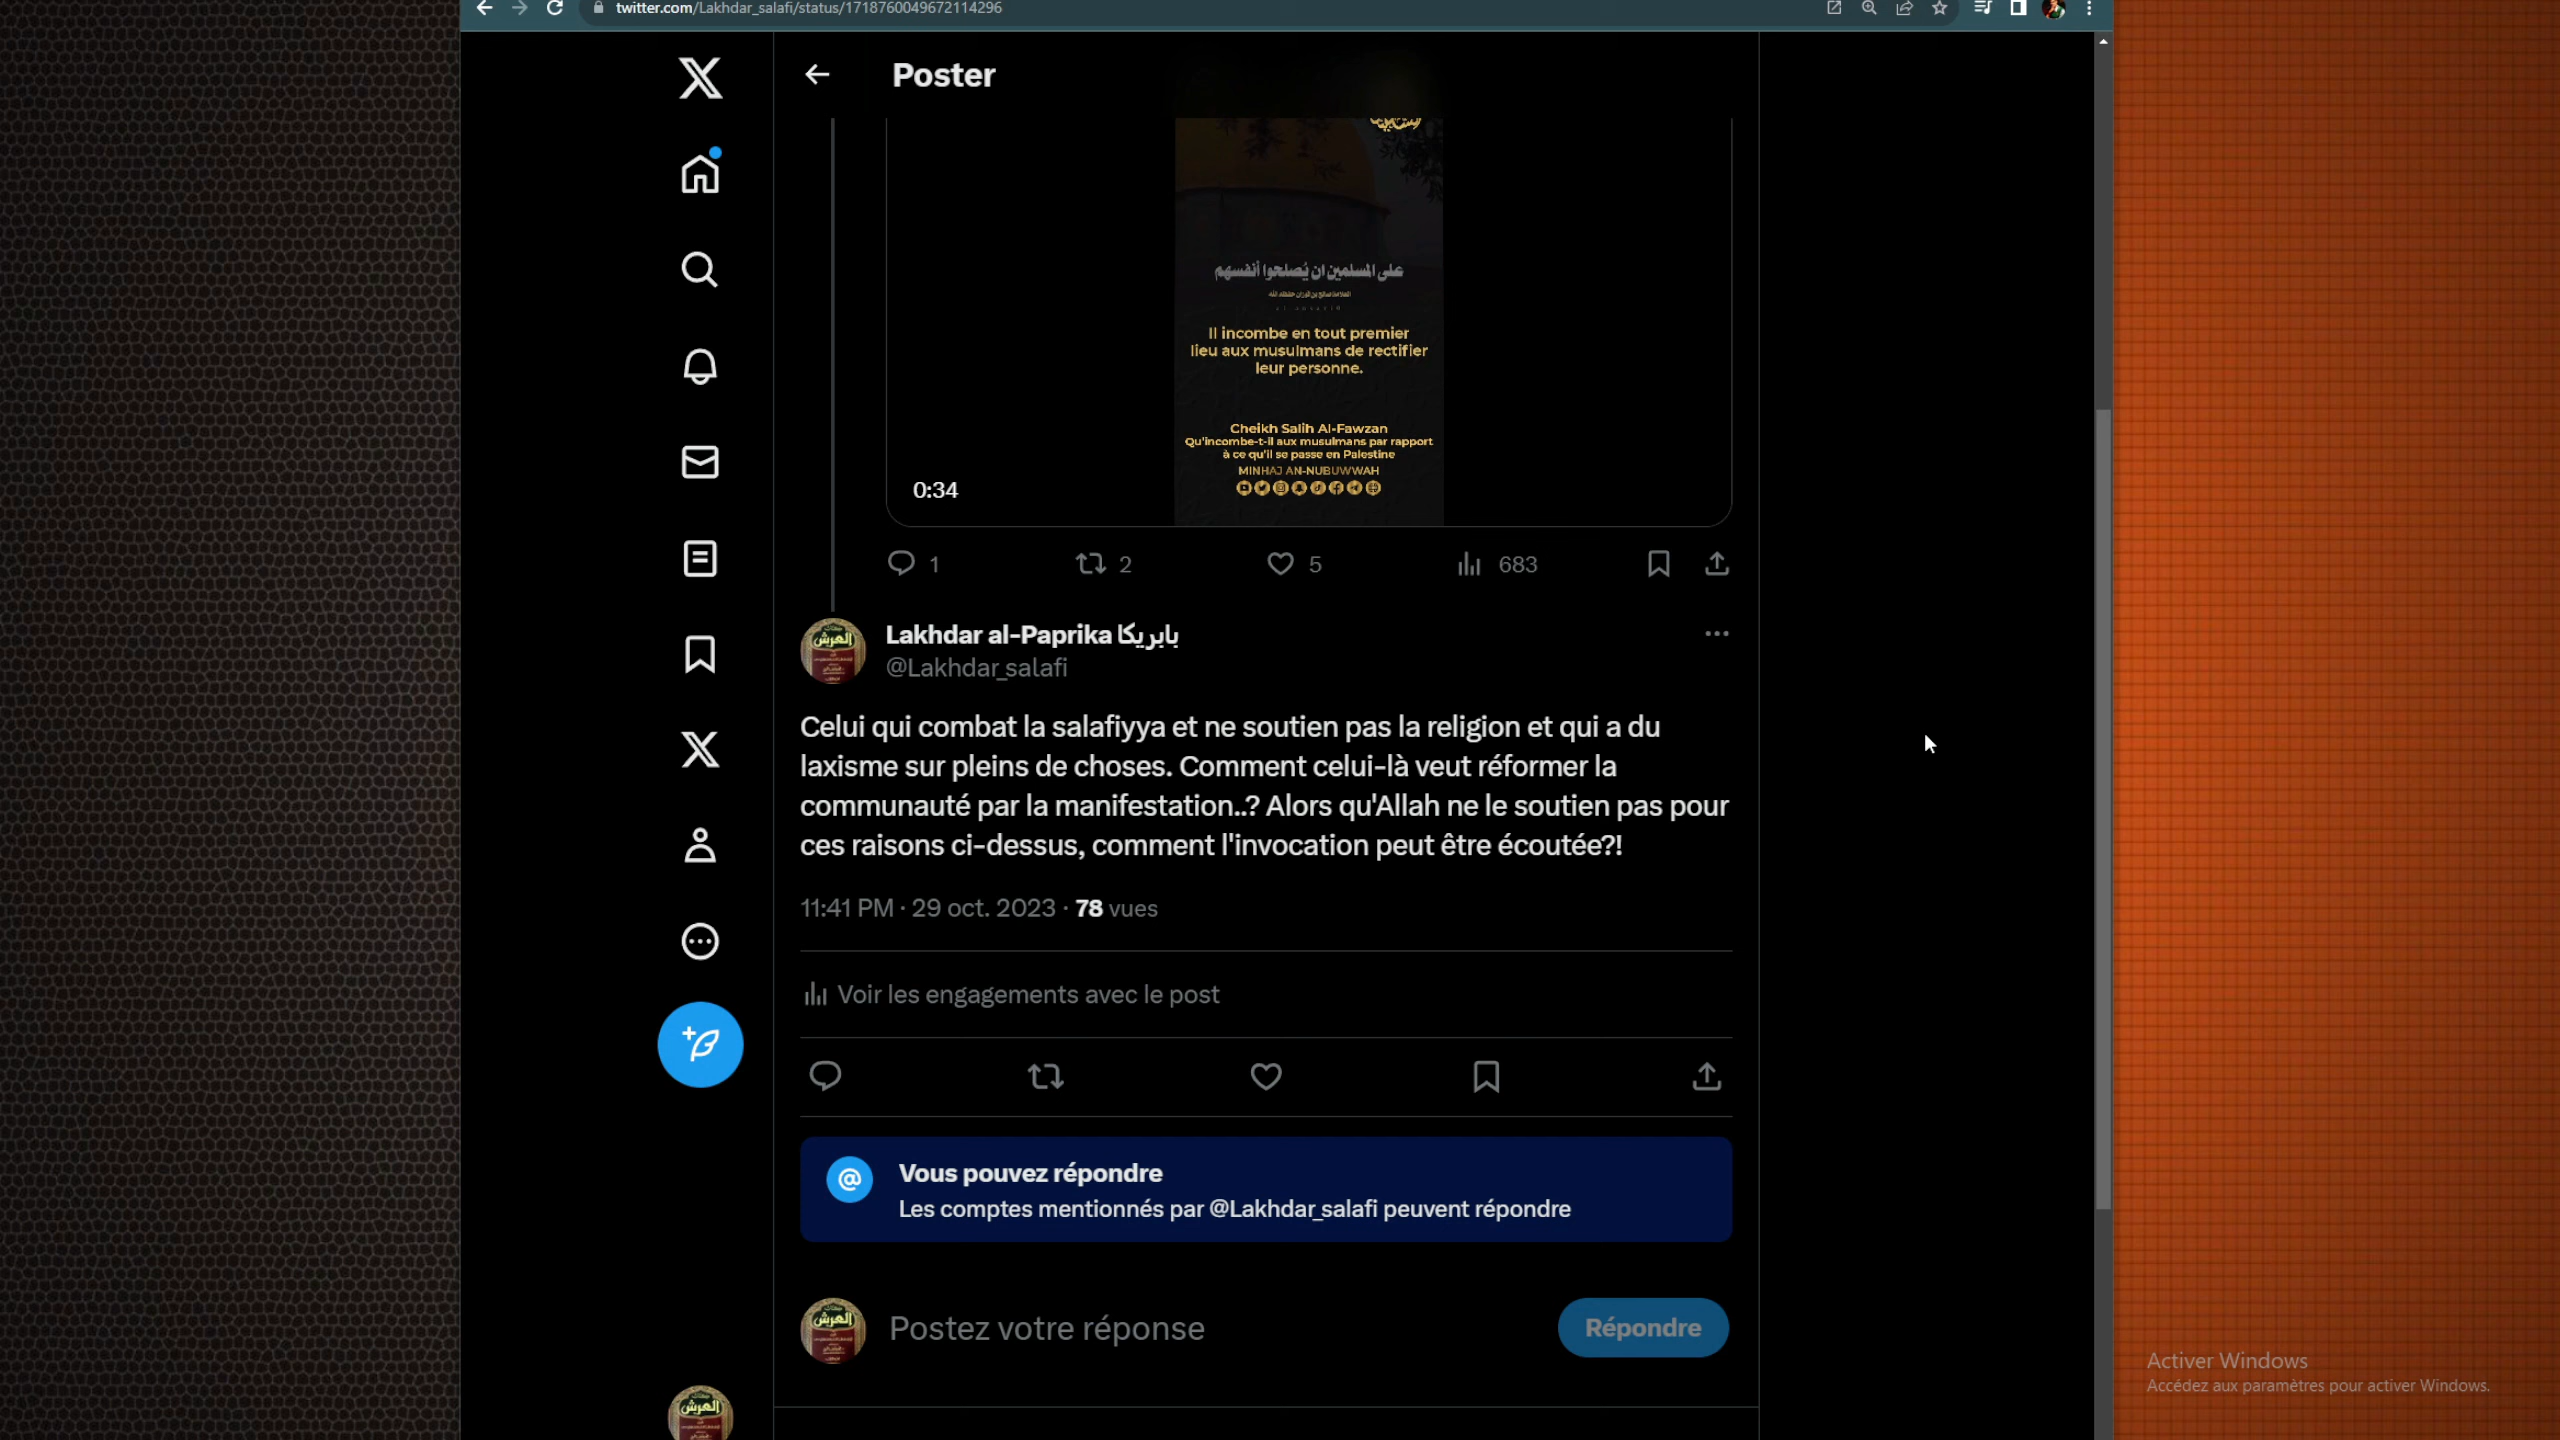 twitter.com/Lakhdar_salafi/status/1718760049672114296
Poster
على المسلمين ان يُصلحوا أنفسهم
Il incombe en tout premier
lieu aux musulmans de rectifier
leur personne.
Cheikh Salih Al-Fawzan
Qu'incombe-t-il aux musulmans par rapport
à ce qu'il se passe en Palestine
MINHAJ AN-NUBUWWAH
0:34
1
2
5
683
Lakhdar al-Paprika بابريكا
@Lakhdar_salafi
Celui qui combat la salafiyya et ne soutien pas la religion et qui a du
laxisme sur pleins de choses. Comment celui-là veut réformer la
communauté par la manifestation..? Alors qu'Allah ne le soutien pas pour
ces raisons ci-dessus, comment l'invocation peut être écoutée?!
11:41 PM · 29 oct. 2023 · 78 vues
Voir les engagements avec le post
Vous pouvez répondre
Les comptes mentionnés par @Lakhdar_salafi peuvent répondre
العرش
Postez votre réponse
Répondre
Activer Windows
Accédez aux paramètres pour activer Windows.